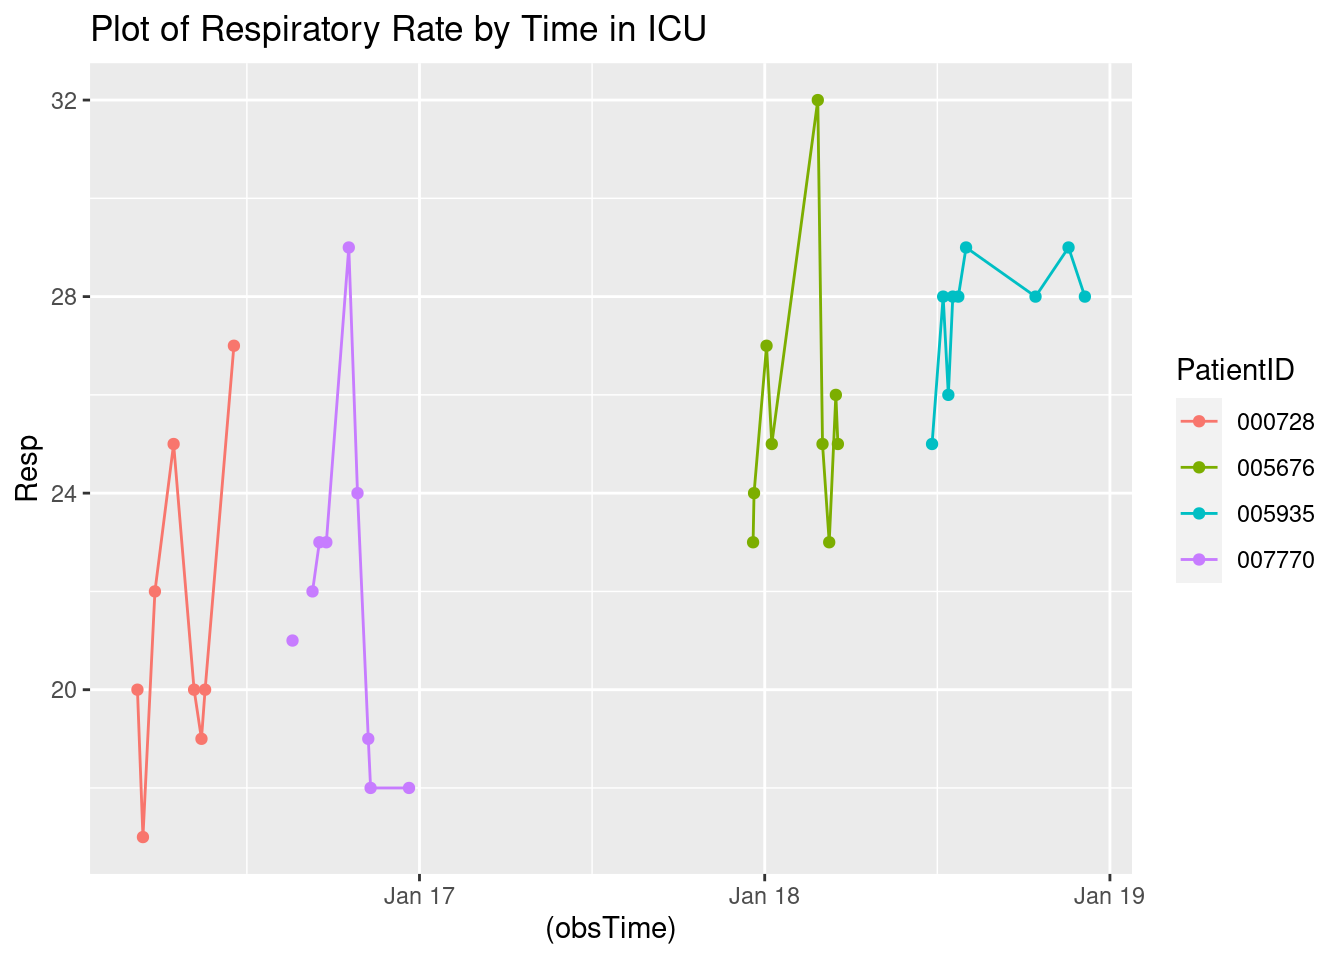 Plot of Respiratory Rate by Time in ICU
32
28
24
20
Resp
Jan 17
Jan 18
Jan 19
(obsTime)
PatientID
000728
005676
005935
007770